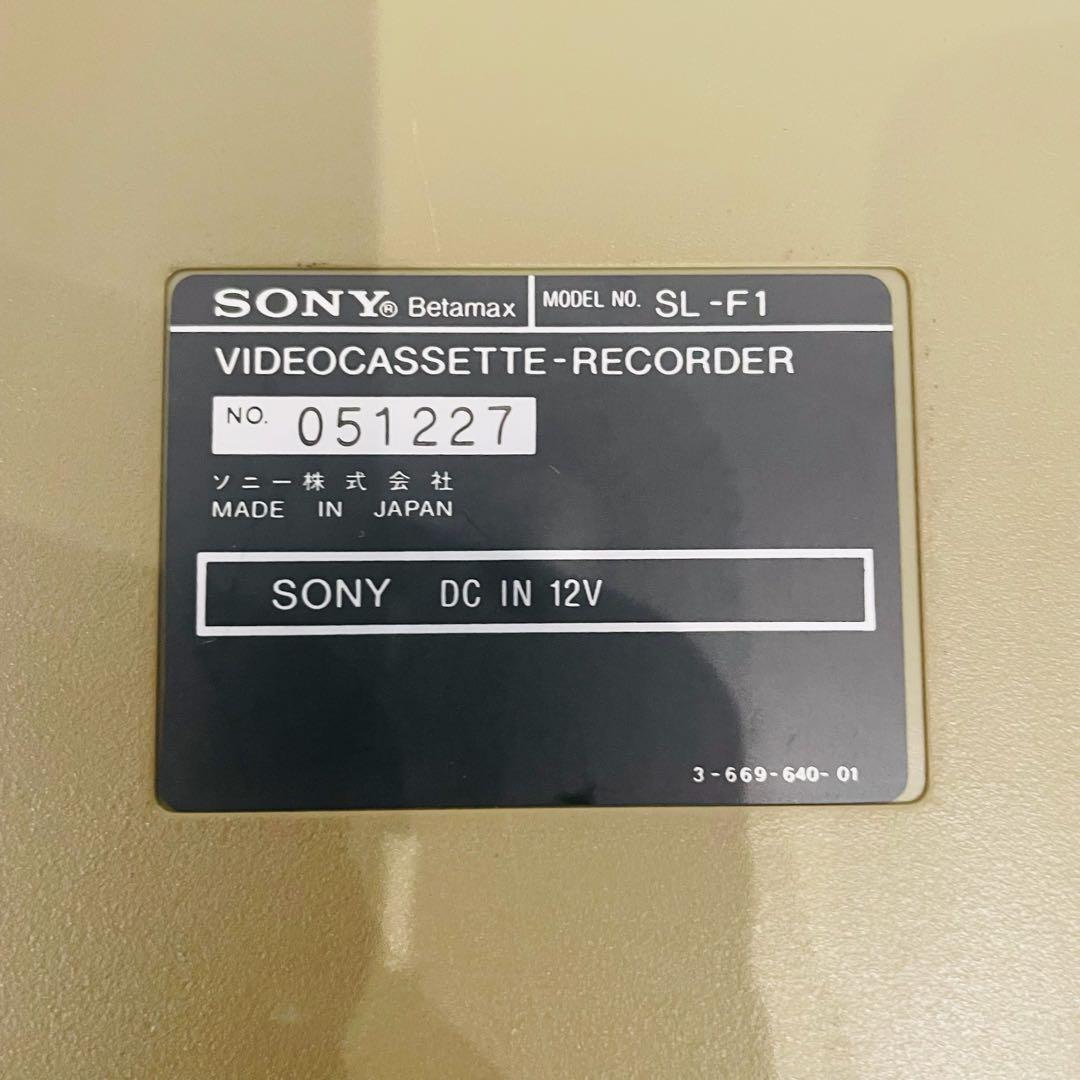 SONY® Betamax MODEL NO. SL-F1
VIDEOCASSETTE-RECORDER
NO. 051227
ソニー株式会社
MADE IN JAPAN
SONY DC IN 12V
3-669-640-01